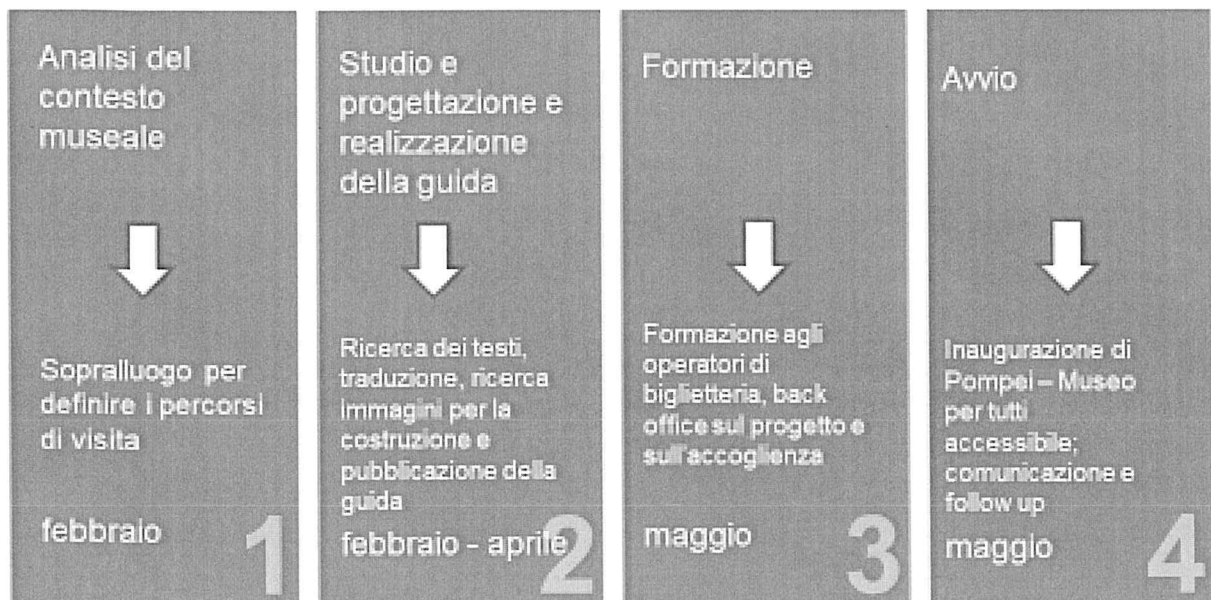 Analisi del
contesto
museale
Sopralluogo per
definire i percorsi
di visita
febbraio
1
Studio e
progettazione e
realizzazione
della guida
Ricerca dei testi,
traduzione, ricerca
immagini per la
costruzione e
pubblicazione della
guida
febbraio - aprile
2
Formazione
Formazione agli
operatori di
biglietteria, back
office sul progetto e
sull'accoglienza
maggio
3
Avvio
Inaugurazione di
Pompei – Museo
per tutti
accessibile;
comunicazione e
follow up
maggio
4